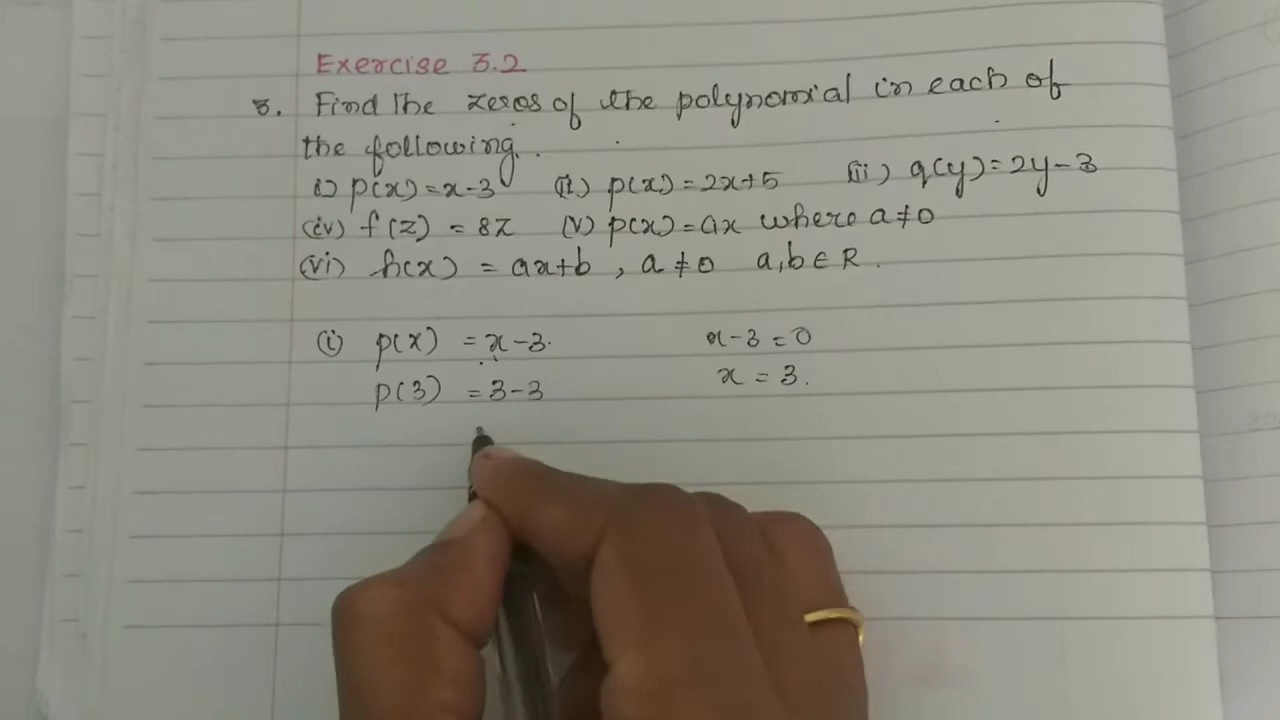 Exercise 3.2
3. Find the zeros of the polynomial in each of
the following.
i) p(x) = x-3 (ii) p(x) = 2x+5 (iii) q(y) = 2y-3
(iv) f(z) = 8z (v) p(x) = ax where a≠0
(vi) h(x) = ax+b , a≠0 a,b∈R.
(i) p(x) = x-3. x-3 = 0
p(3) = 3-3 x = 3.